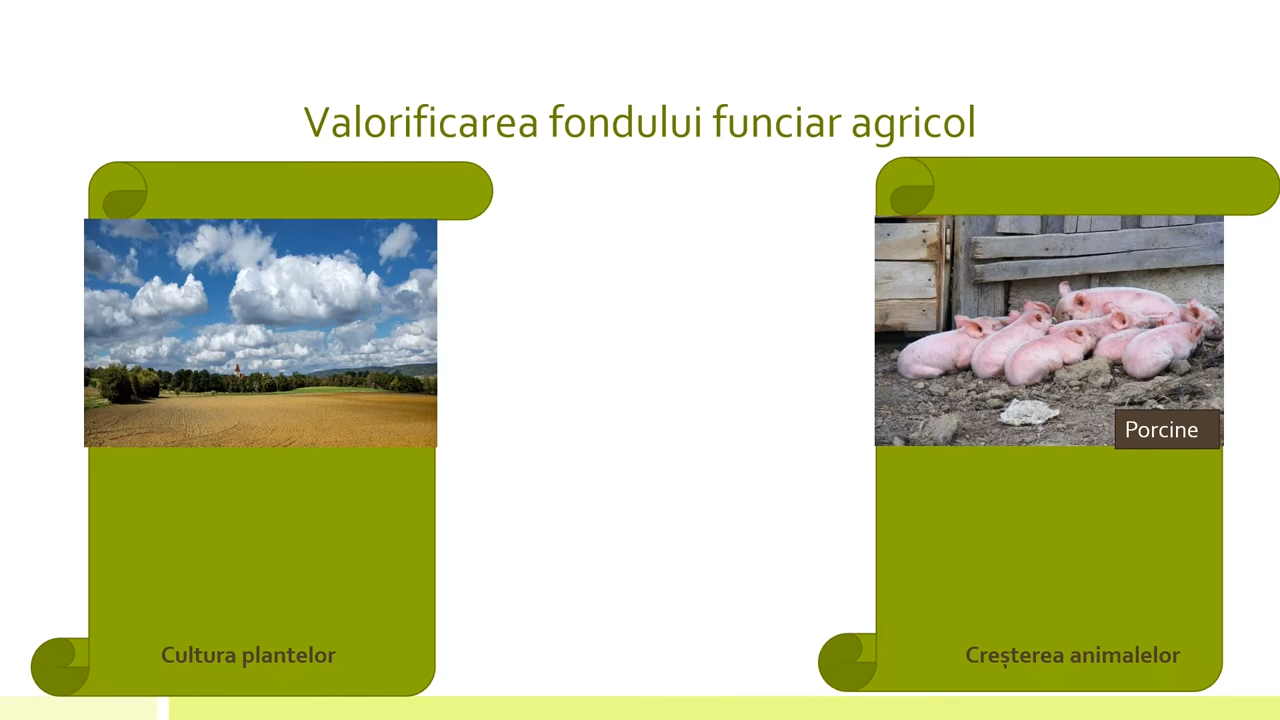 Valorificarea fondului funciar agricol
Porcine
Cultura plantelor
Creșterea animalelor